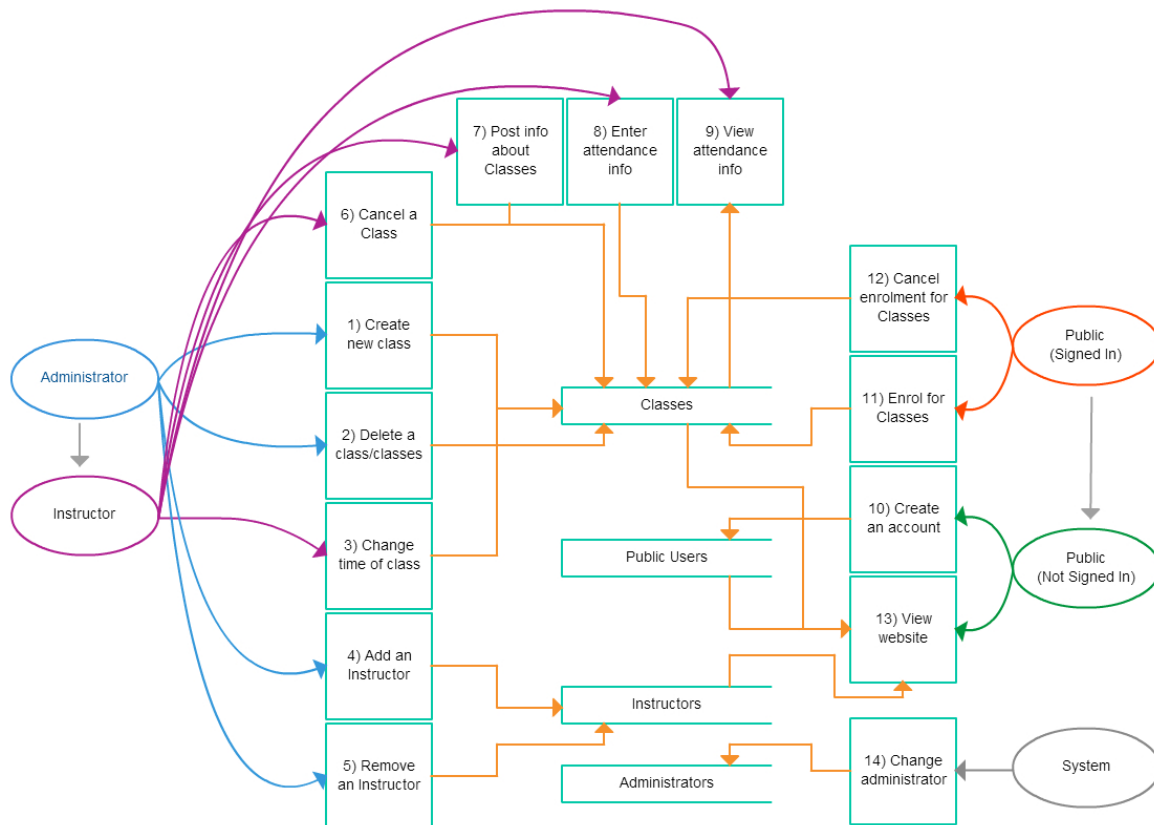 7) Post info
about
Classes
8) Enter
attendance
info
9) View
attendance
info
6) Cancel a
Class
12) Cancel
enrolment for
Classes
1) Create
new class
Public
(Signed In)
Administrator
Classes
11) Enrol for
Classes
2) Delete a
class/classes
Instructor
10) Create
an account
3) Change
time of class
Public Users
Public
(Not Signed In)
13) View
website
4) Add an
Instructor
Instructors
5) Remove
an Instructor
Administrators
14) Change
administrator
System